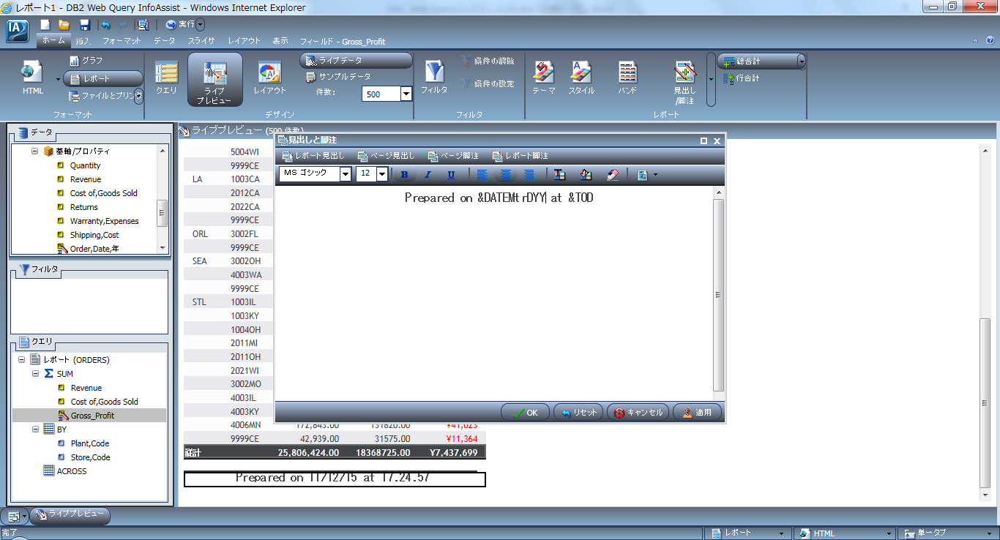 レポート1 - DB2 Web Query InfoAssist - Windows Internet Explorer
IA
実行
ホーム 挿入 フォーマット データ スライサ レイアウト 表示 フィールド - Gross_Profit
HTML
グラフ
レポート
ファイルとプリン
フォーマット
クエリ
ライブ
プレビュー
レイアウト
ライブデータ
サンプルデータ
件数:
500
デザイン
フィルタ
条件の解除
条件の設定
フィルタ
テーマ
スタイル
バンド
見出し
/脚注
総合計
行合計
レポート
データ
基軸/プロパティ
Quantity
Revenue
Cost of,Goods Sold
Returns
Warranty,Expenses
Shipping,Cost
Order,Date,年
フィルタ
クエリ
レポート (ORDERS)
SUM
Revenue
Cost of,Goods Sold
Gross_Profit
BY
Plant,Code
Store,Code
ACROSS
ライブプレビュー (500 件数)
5004WI
9999CE
LA 1003CA
2012CA
2022CA
9999CE
ORL 3002FL
9999CE
SEA 3002OH
4003WA
9999CE
STL 1003IL
1003KY
1004OH
2011MI
2011OH
2021WI
3002MO
4003IL
4003KY
4006MN 172,843.00 131820.00 ¥41,023
9999CE 42,939.00 31575.00 ¥11,364
総計 25,806,424.00 18368725.00 ¥7,437,699
Prepared on 11/12/15 at 17.24.57
見出しと脚注
レポート見出し ページ見出し ページ脚注 レポート脚注
MS ゴシック 12 B I U
Prepared on &DATEMtrDYY at &TOD
OK リセット キャンセル 適用
ライブプレビュー
完了 レポート HTML 単一タブ